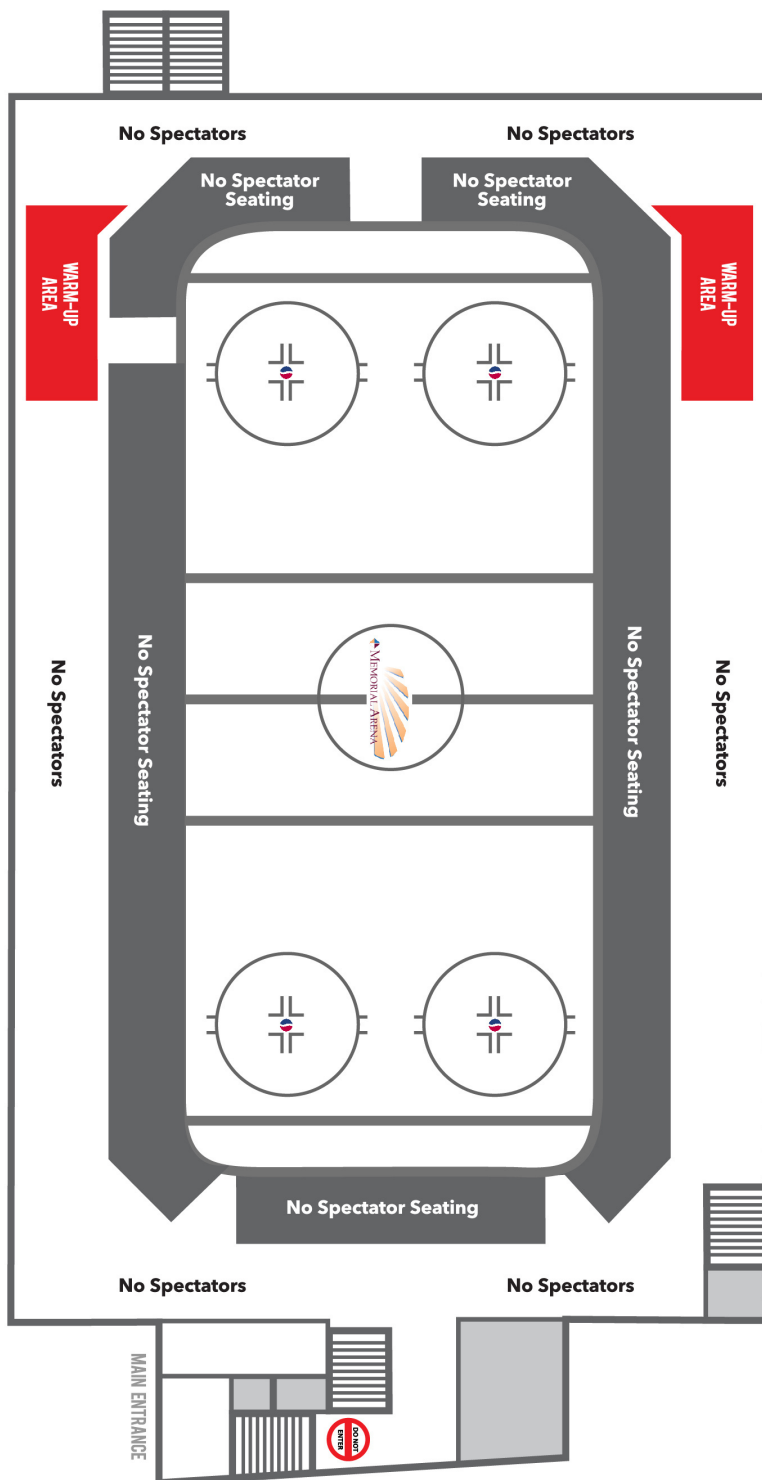 No Spectators
No Spectators
No Spectator
Seating
No Spectator
Seating
WARM-UP
AREA
WARM-UP
AREA
No Spectators
No Spectator Seating
MEMORIAL ARENA
No Spectator Seating
No Spectators
No Spectator Seating
No Spectators
No Spectators
MAIN ENTRANCE
DO NOT
ENTER